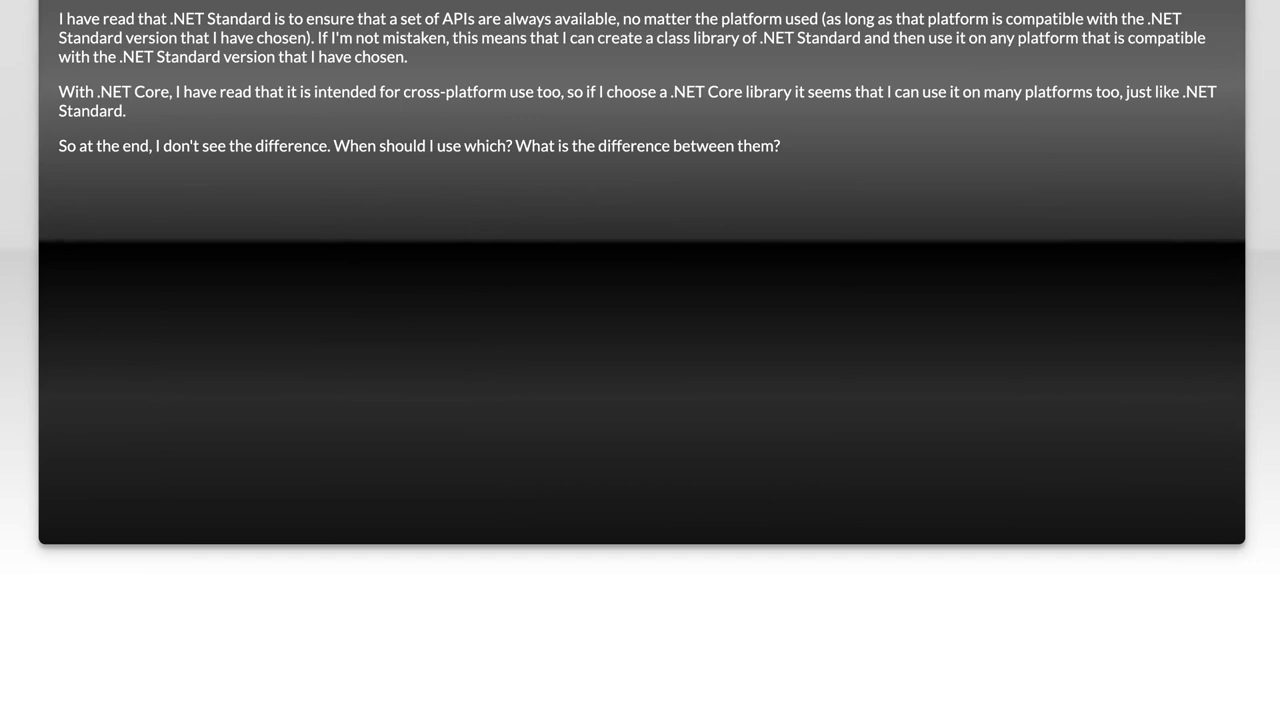 I have read that .NET Standard is to ensure that a set of APIs are always available, no matter the platform used (as long as that platform is compatible with the .NET
Standard version that I have chosen). If I'm not mistaken, this means that I can create a class library of .NET Standard and then use it on any platform that is compatible
with the .NET Standard version that I have chosen.
With .NET Core, I have read that it is intended for cross-platform use too, so if I choose a .NET Core library it seems that I can use it on many platforms too, just like .NET
Standard.
So at the end, I don't see the difference. When should I use which? What is the difference between them?